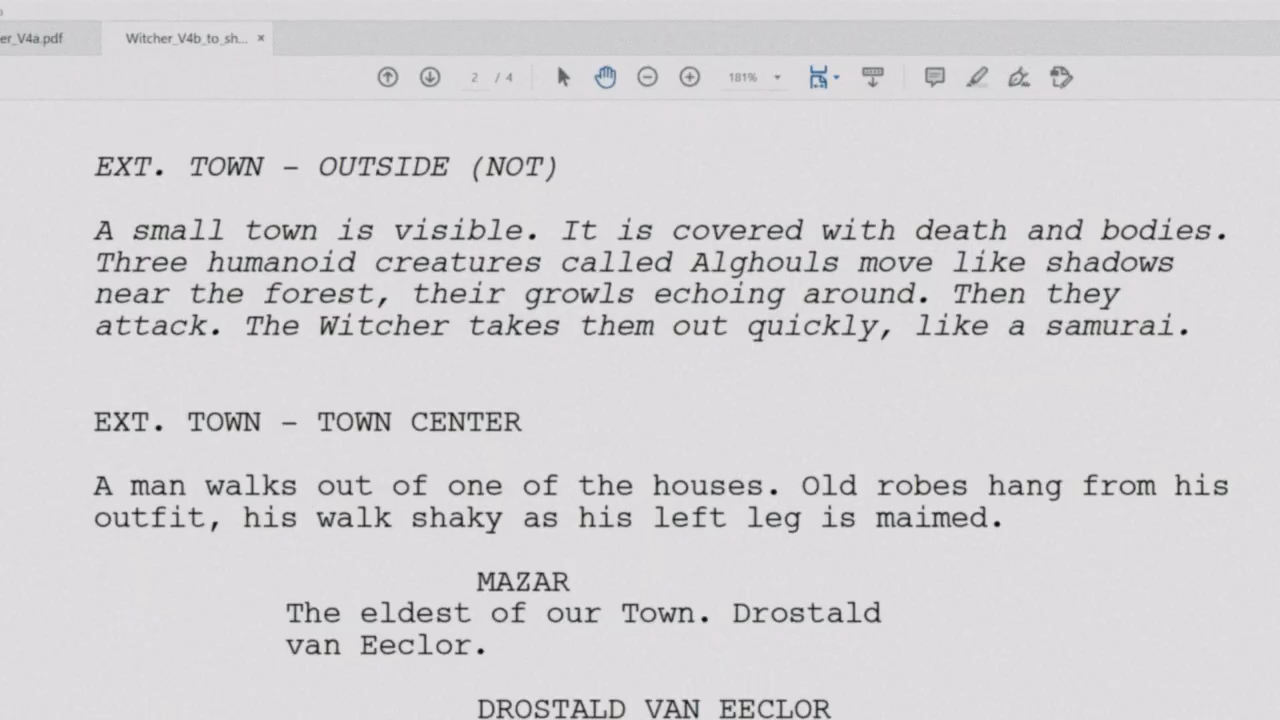 er_V4a.pdf
Witcher_V4b_to_sh... ×
2 / 4
181%
EXT. TOWN – OUTSIDE (NOT)
A small town is visible. It is covered with death and bodies.
Three humanoid creatures called Alghouls move like shadows
near the forest, their growls echoing around. Then they
attack. The Witcher takes them out quickly, like a samurai.
EXT. TOWN – TOWN CENTER
A man walks out of one of the houses. Old robes hang from his
outfit, his walk shaky as his left leg is maimed.
MAZAR
The eldest of our Town. Drostald
van Eeclor.
DROSTALD VAN EECLOR